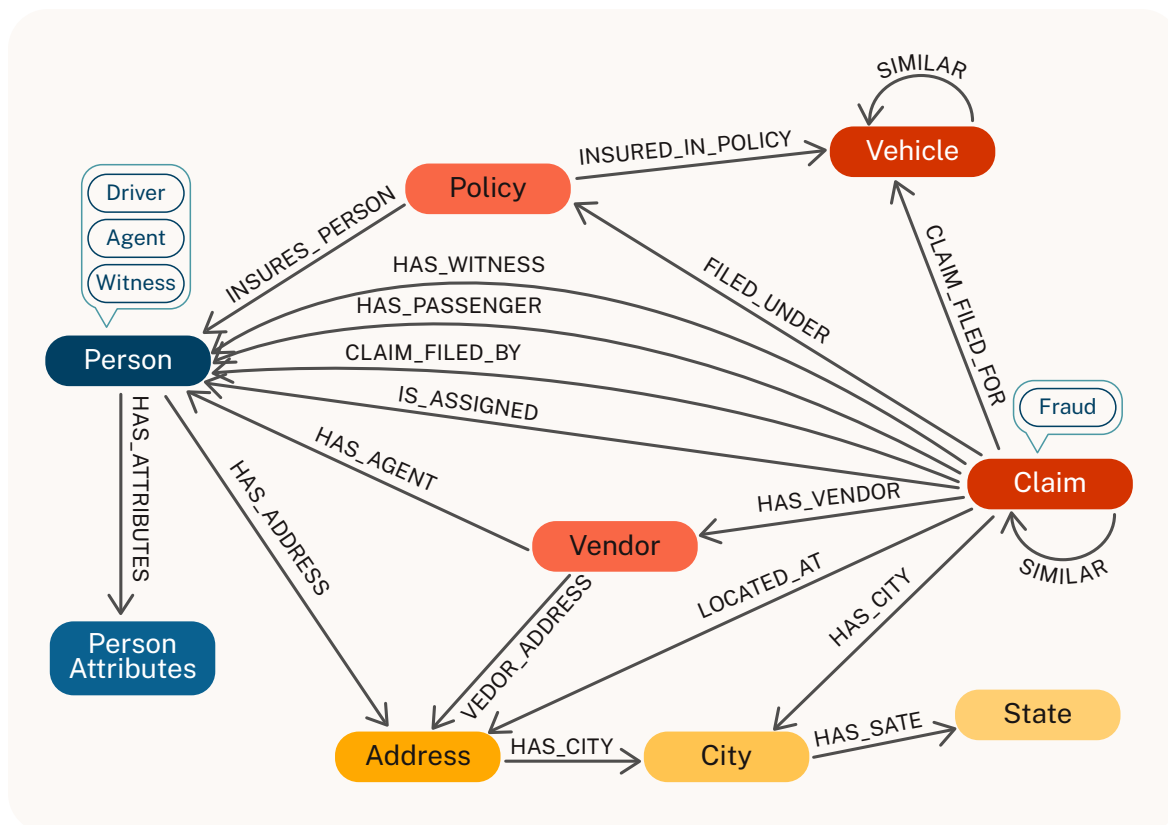 SIMILAR
Vehicle
INSURED_IN_POLICY
Policy
Driver
Agent
Witness
INSURES_PERSON
HAS_WITNESS
FILED_UNDER
CLAIM_FILED_FOR
HAS_PASSENGER
Person
CLAIM_FILED_BY
IS_ASSIGNED
Fraud
HAS_ATTRIBUTES
HAS_AGENT
Claim
HAS_ADDRESS
HAS_VENDOR
Vendor
SIMILAR
LOCATED_AT
HAS_CITY
VEDOR_ADDRESS
Person
Attributes
State
HAS_SATE
Address
HAS_CITY
City